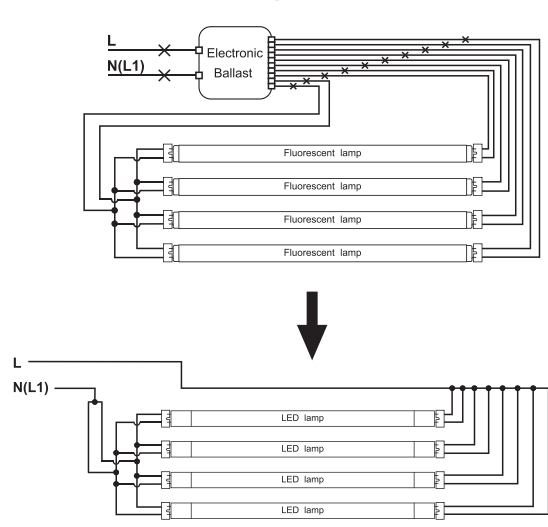 L
N(L1)
Electronic
Ballast
Fluorescent lamp
Fluorescent lamp
Fluorescent lamp
Fluorescent lamp
L
N(L1)
LED lamp
LED lamp
LED lamp
LED lamp